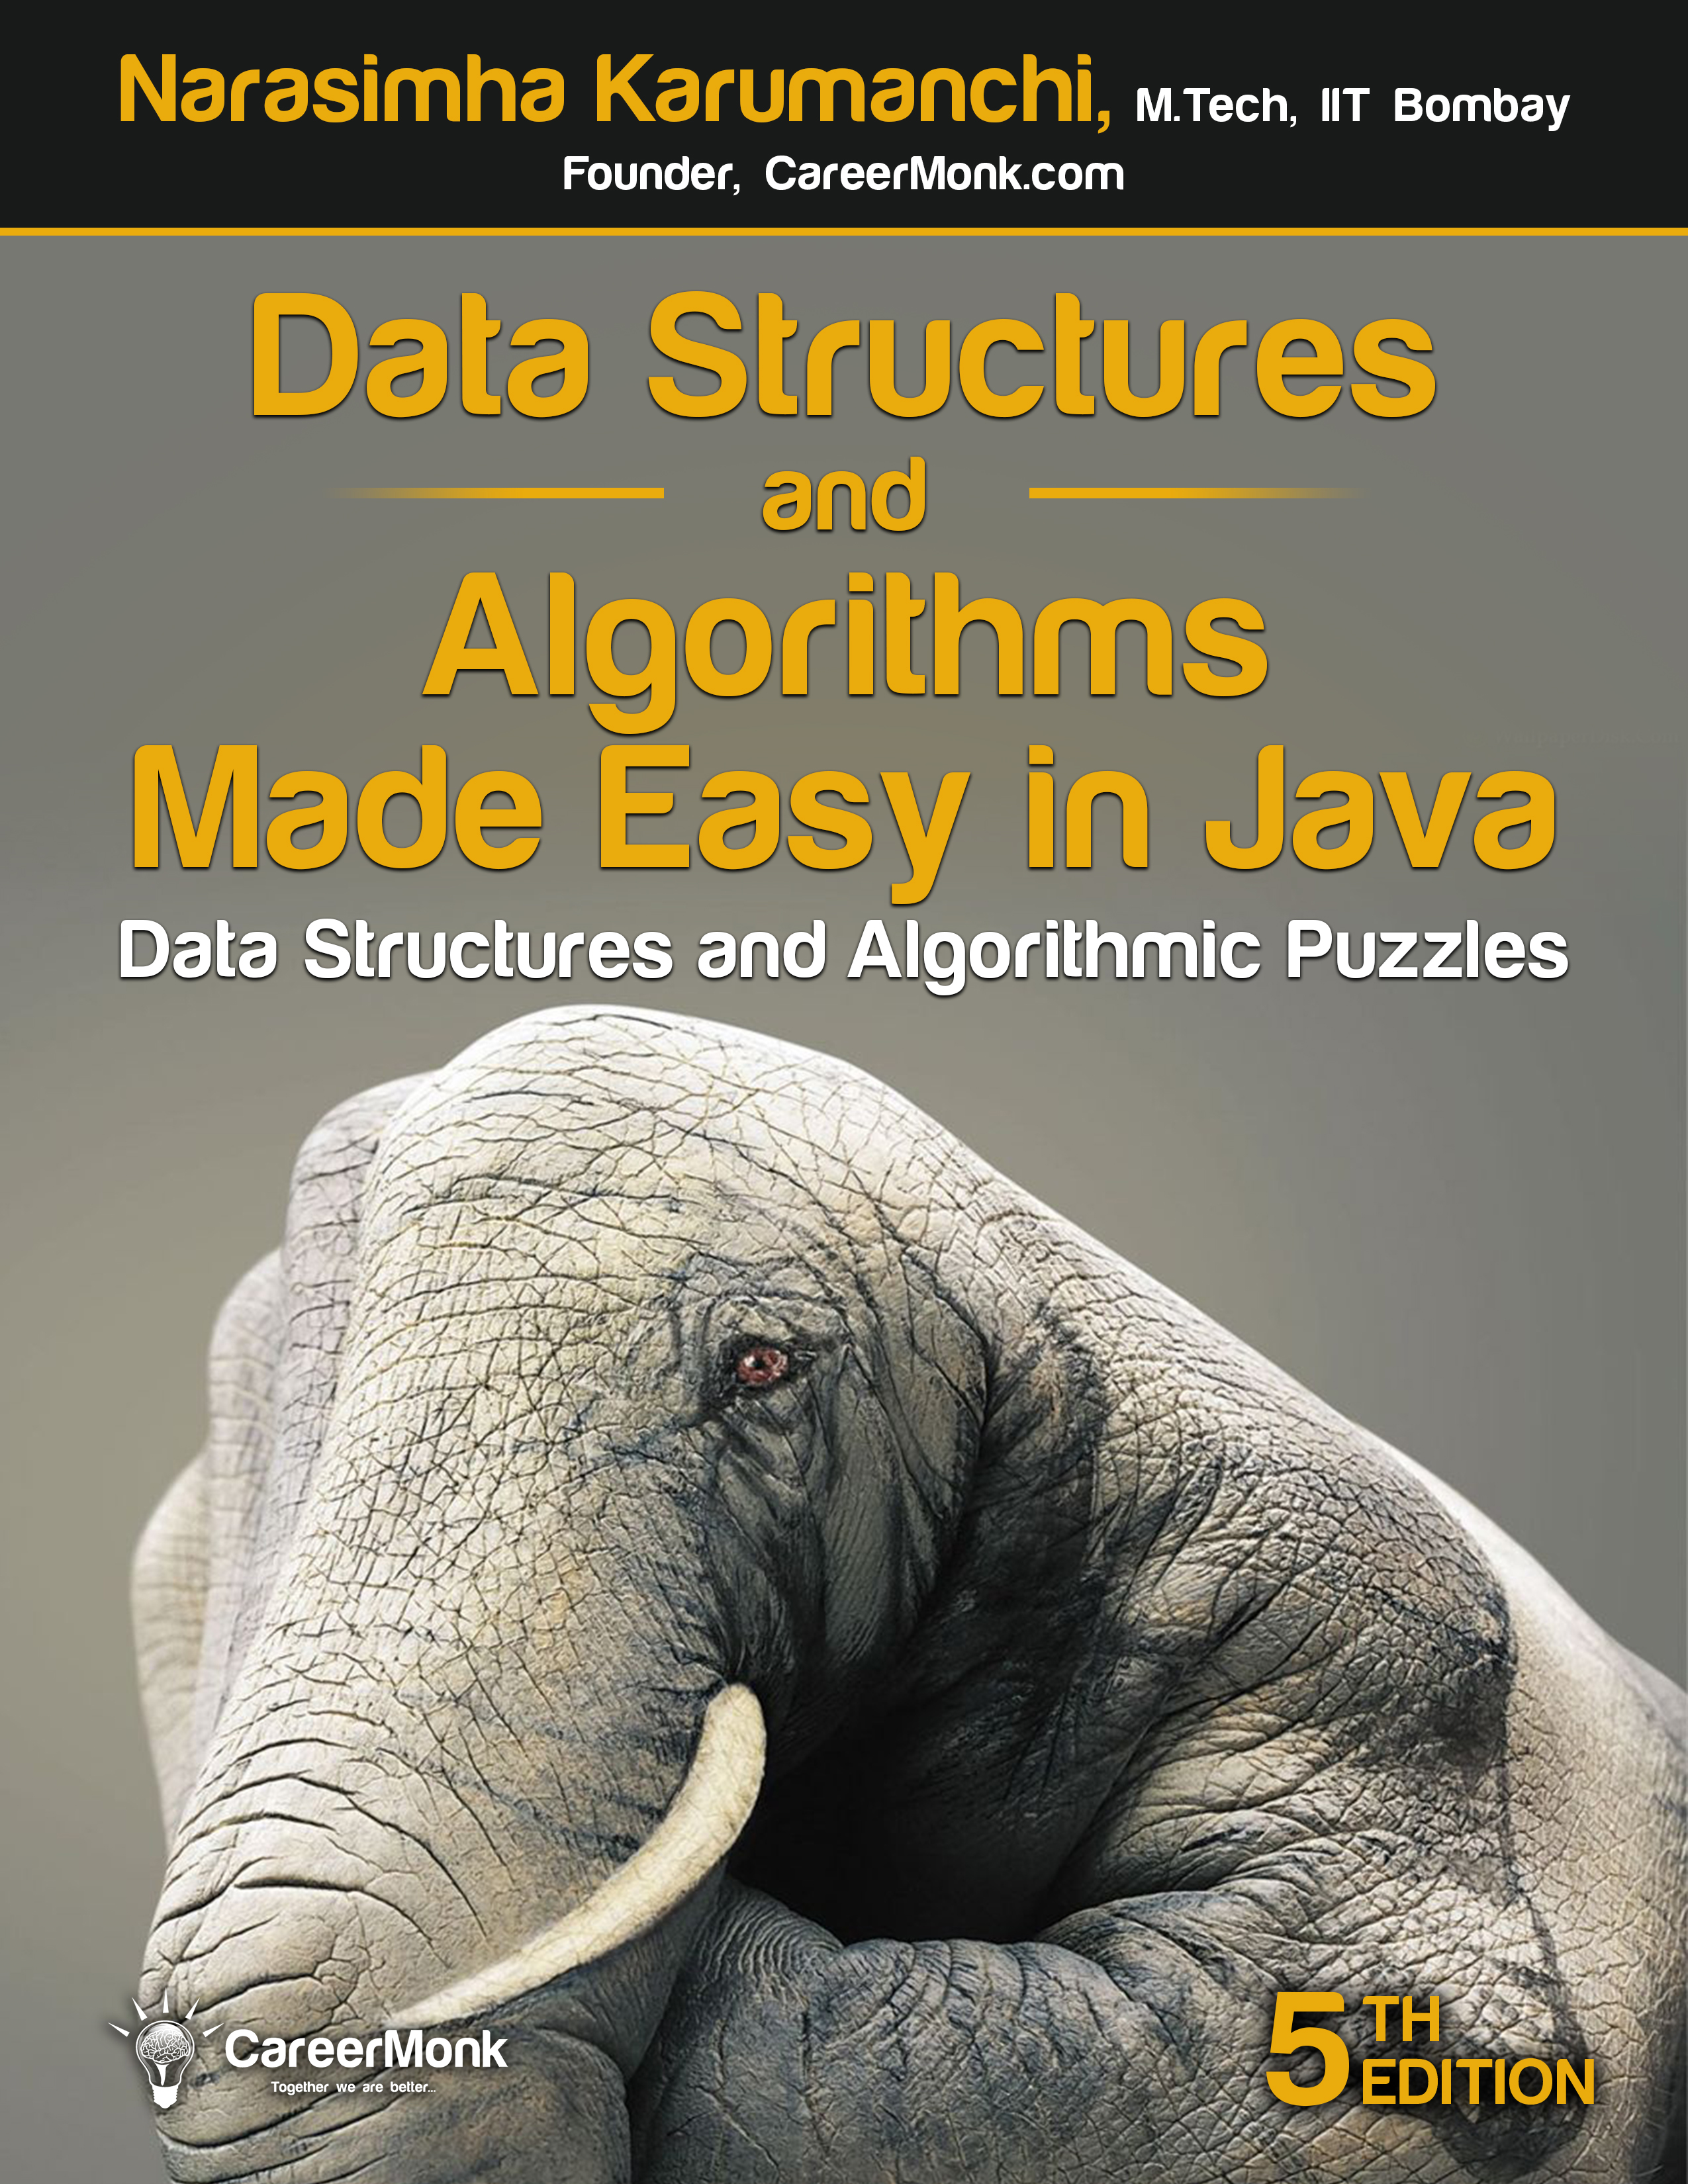 Narasimha Karumanchi, M.Tech, IIT Bombay
Founder, CareerMonk.com
Data Structures
and
Algorithms
Made Easy in Java
Data Structures and Algorithmic Puzzles
CareerMonk
Together we are better...
5TH
EDITION